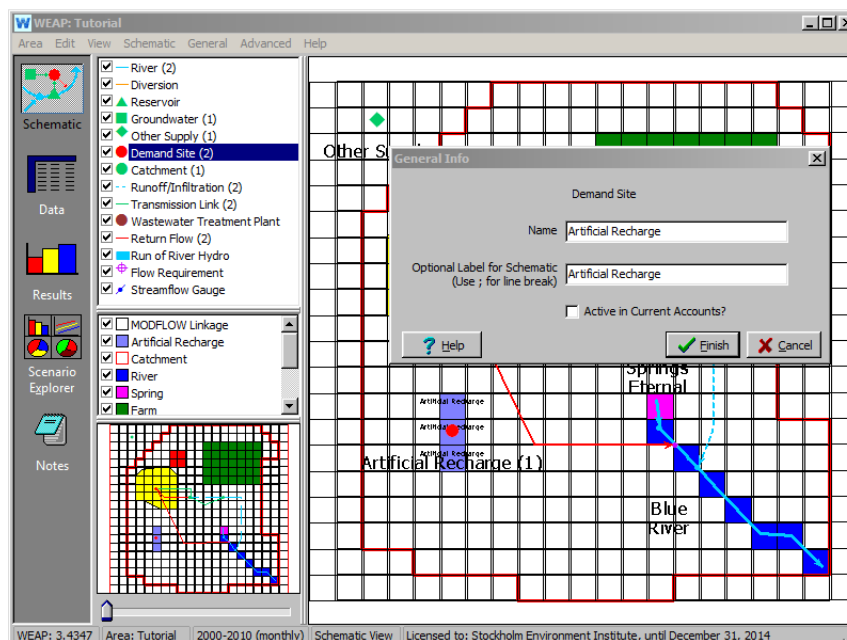 WEAP: Tutorial
Area Edit View Schematic General Advanced Help
Schematic
Data
Results
Scenario
Explorer
Notes
River (2)
Diversion
Reservoir
Groundwater (1)
Other Supply (1)
Demand Site (2)
Catchment (1)
Runoff/Infiltration (2)
Transmission Link (2)
Wastewater Treatment Plant
Return Flow (2)
Run of River Hydro
Flow Requirement
Streamflow Gauge
MODFLOW Linkage
Artificial Recharge
Catchment
River
Spring
Farm
Other
General Info
Demand Site
Name Artificial Recharge
Optional Label for Schematic
(Use ; for line break) Artificial Recharge
Active in Current Accounts?
Help Finish Cancel
Springs
Eternal
Artificial Recharge
Artificial Recharge
Artificial Recharge
Artificial Recharge (1)
Blue
River
WEAP: 3.4347 Area: Tutorial 2000-2010 (monthly) Schematic View Licensed to: Stockholm Environment Institute, until December 31, 2014